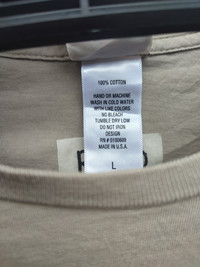 100% COTTON
HAND OR MACHINE
WASH IN COLD WATER
WITH LIKE COLORS
NO BLEACH
TUMBLE DRY LOW
DO NOT IRON
DESIGN
MADE IN U.S.A.
L